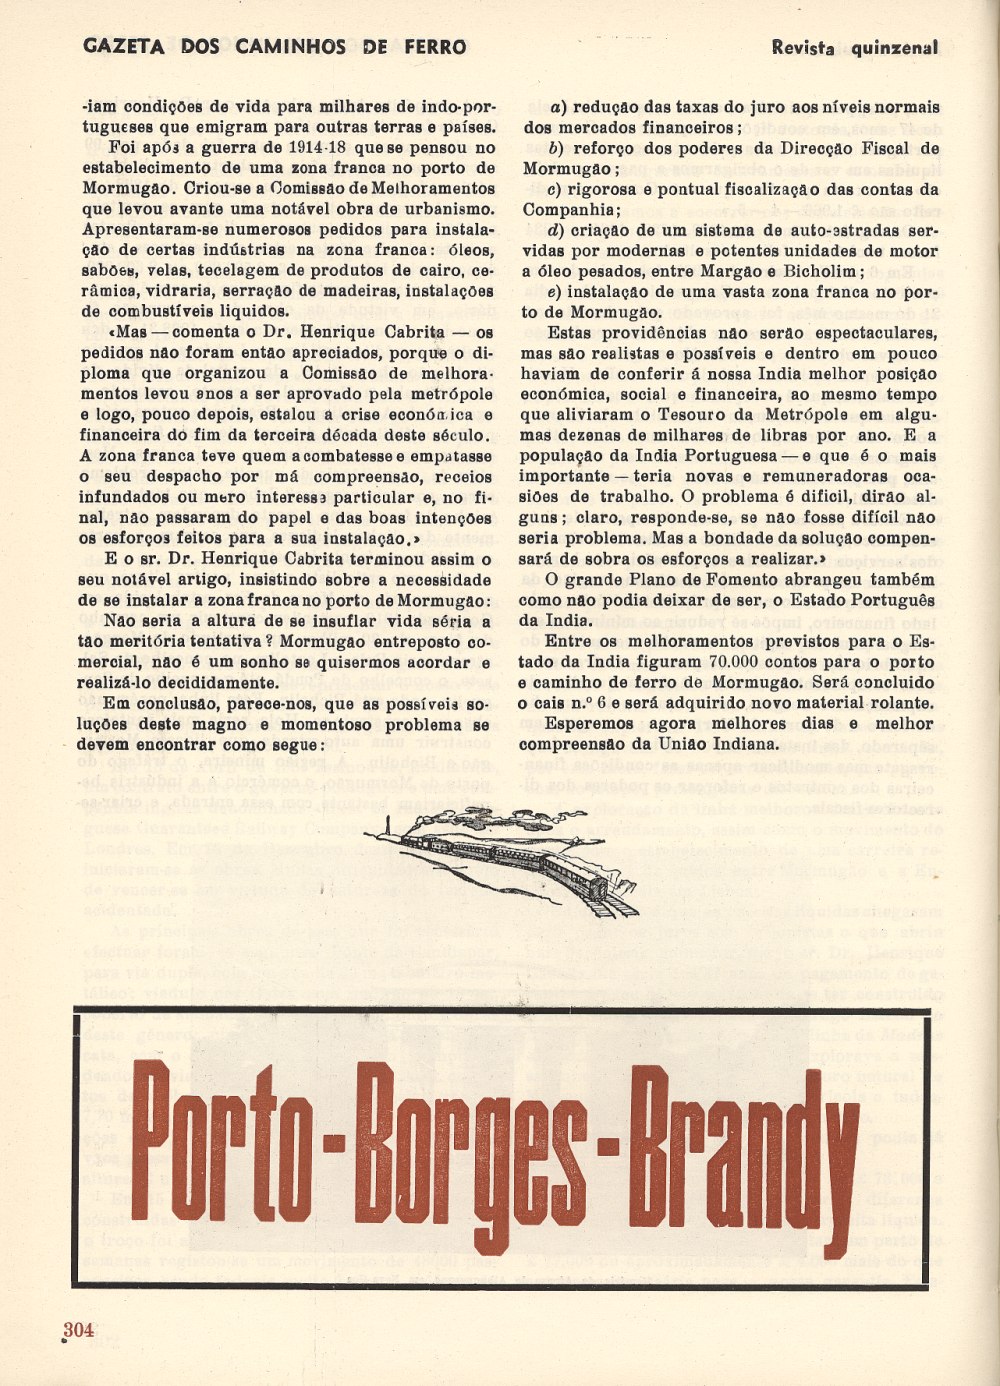 GAZETA DOS CAMINHOS DE FERRO
Revista quinzenal
-iam condições de vida para milhares de indo-por-
tugueses que emigram para outras terras e países.
Foi após a guerra de 1914-18 que se pensou no
estabelecimento de uma zona franca no porto de
Mormugão. Criou-se a Comissão de Melhoramentos
que levou avante uma notável obra de urbanismo.
Apresentaram-se numerosos pedidos para instala-
ção de certas indústrias na zona franca: óleos,
sabões, velas, tecelagem de produtos de cairo, ce-
râmica, vidraria, serração de madeiras, instalações
de combustíveis liquidos.
«Mas — comenta o Dr. Henrique Cabrita — os
pedidos não foram então apreciados, porque o di-
ploma que organizou a Comissão de melhora-
mentos levou anos a ser aprovado pela metrópole
e logo, pouco depois, estalou a crise económica e
financeira do fim da terceira década deste século.
A zona franca teve quem a combatesse e empatasse
o seu despacho por má compreensão, receios
infundados ou mero interesse particular e, no fi-
nal, não passaram do papel e das boas intenções
os esforços feitos para a sua instalação.»
E o sr. Dr. Henrique Cabrita terminou assim o
seu notável artigo, insistindo sobre a necessidade
de se instalar a zona franca no porto de Mormugão:
Não seria a altura de se insuflar vida séria a
tão meritória tentativa? Mormugão entreposto co-
mercial, não é um sonho se quisermos acordar e
realizá-lo decididamente.
Em conclusão, parece-nos, que as possíveis so-
luções deste magno e momentoso problema se
devem encontrar como segue:
a) redução das taxas do juro aos níveis normais
dos mercados financeiros;
b) reforço dos poderes da Direcção Fiscal de
Mormugão;
c) rigorosa e pontual fiscalização das contas da
Companhia;
d) criação de um sistema de auto-estradas ser-
vidas por modernas e potentes unidades de motor
a óleo pesados, entre Margão e Bicholim;
e) instalação de uma vasta zona franca no por-
to de Mormugão.
Estas providências não serão espectaculares,
mas são realistas e possíveis e dentro em pouco
haviam de conferir á nossa India melhor posição
económica, social e financeira, ao mesmo tempo
que aliviaram o Tesouro da Metrópole em algu-
mas dezenas de milhares de libras por ano. E a
população da India Portuguesa — e que é o mais
importante — teria novas e remuneradoras oca-
siões de trabalho. O problema é dificil, dirão al-
guns; claro, responde-se, se não fosse difícil não
seria problema. Mas a bondade da solução compen-
sará de sobra os esforços a realizar.»
O grande Plano de Fomento abrangeu também
como não podia deixar de ser, o Estado Português
da India.
Entre os melhoramentos previstos para o Es-
tado da India figuram 70.000 contos para o porto
e caminho de ferro de Mormugão. Será concluido
o cais n.º 6 e será adquirido novo material rolante.
Esperemos agora melhores dias e melhor
compreensão da União Indiana.
Porto-Borges-Brandy
304